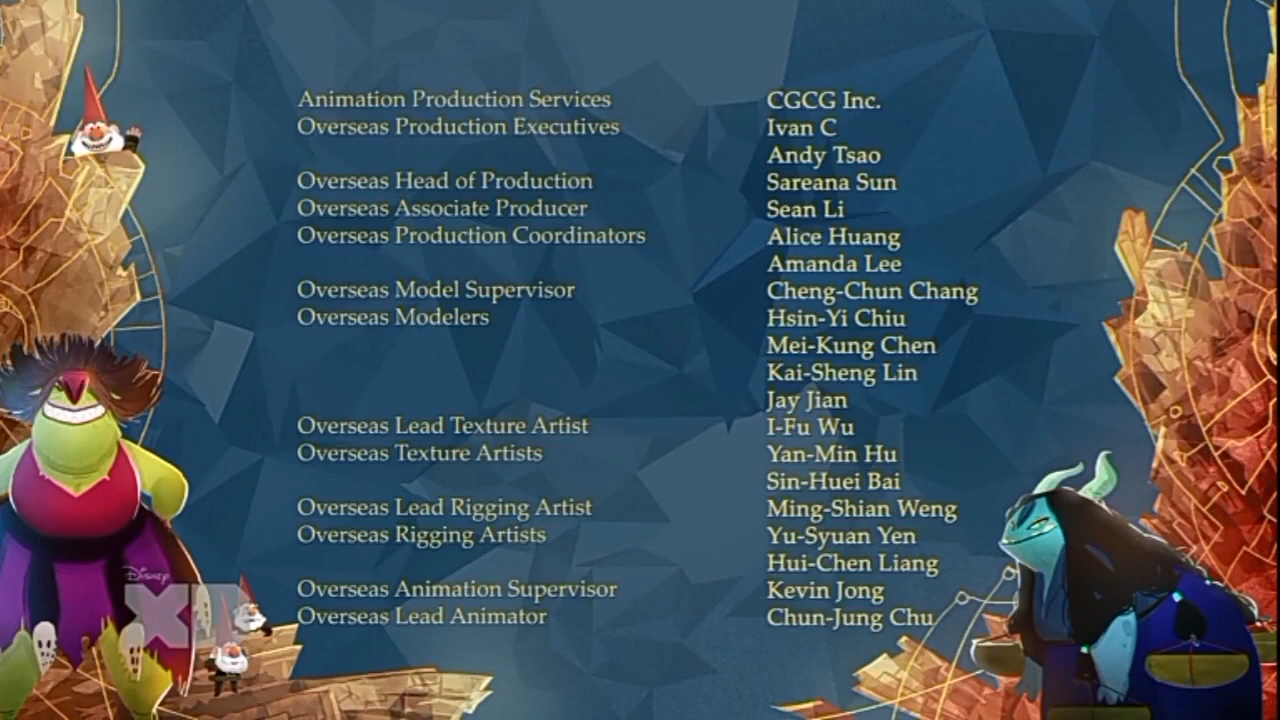 Animation Production Services CGCG Inc.
Overseas Production Executives Ivan C
Andy Tsao
Overseas Head of Production Sareana Sun
Overseas Associate Producer Sean Li
Overseas Production Coordinators Alice Huang
Amanda Lee
Overseas Model Supervisor Cheng-Chun Chang
Overseas Modelers Hsin-Yi Chiu
Mei-Kung Chen
Kai-Sheng Lin
Jay Jian
Overseas Lead Texture Artist I-Fu Wu
Overseas Texture Artists Yan-Min Hu
Sin-Huei Bai
Overseas Lead Rigging Artist Ming-Shian Weng
Overseas Rigging Artists Yu-Syuan Yen
Hui-Chen Liang
Overseas Animation Supervisor Kevin Jong
Overseas Lead Animator Chun-Jung Chu
Disney
XD